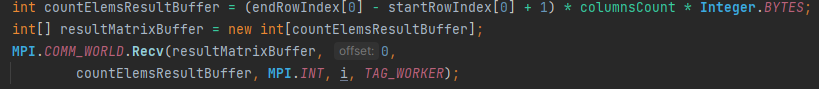 int countElemsResultBuffer = (endRowIndex[0] - startRowIndex[0] + 1) * columnsCount * Integer.BYTES;
int[] resultMatrixBuffer = new int[countElemsResultBuffer];
MPI.COMM_WORLD.Recv(resultMatrixBuffer, offset: 0,
countElemsResultBuffer, MPI.INT, i, TAG_WORKER);